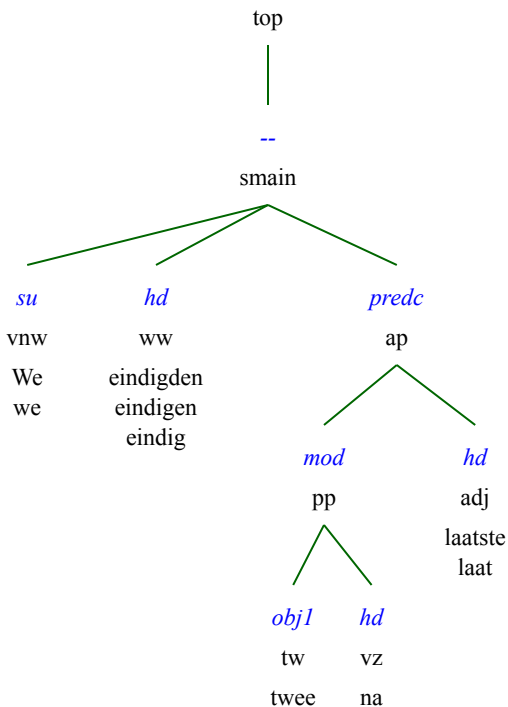 top
--
smain
su hd predc
vnw ww ap
We eindigden
we eindigen
eindig
mod hd
pp adj
laatste
laat
obj1 hd
tw vz
twee na